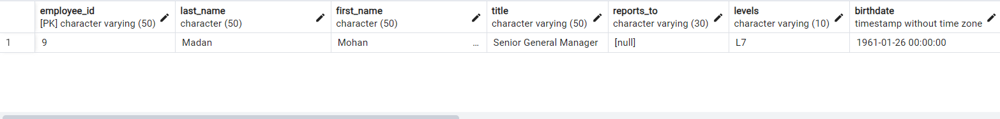 employee_id last_name first_name title reports_to levels birthdate
[PK] character varying (50) character (50) character (50) character varying (50) character varying (30) character varying (10) timestamp without time zone
1 9 Madan Mohan ... Senior General Manager [null] L7 1961-01-26 00:00:00